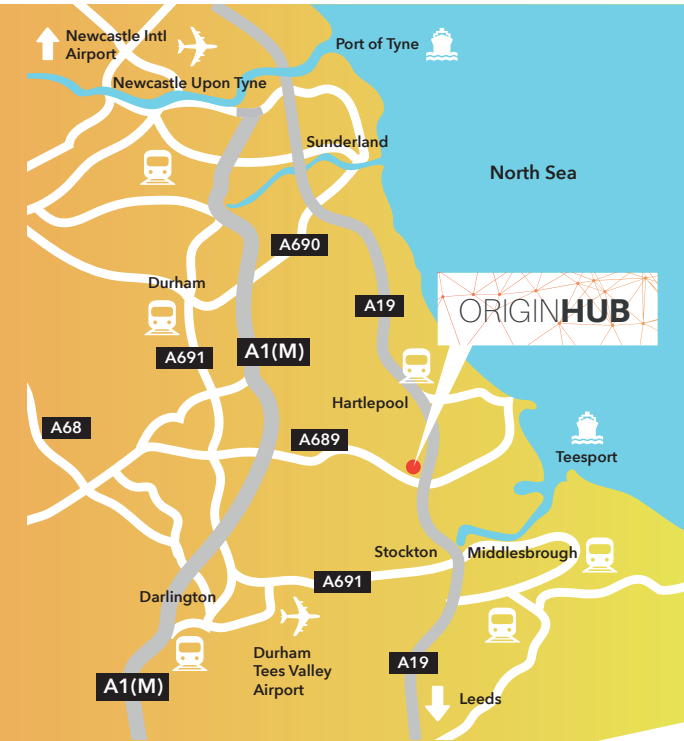 Newcastle Intl
Airport
Port of Tyne
Newcastle Upon Tyne
Sunderland
North Sea
A690
Durham
A19
ORIGINHUB
A691
A1(M)
Hartlepool
A68
A689
Teesport
Stockton
Middlesbrough
A691
Darlington
Durham
Tees Valley
Airport
A19
A1(M)
Leeds